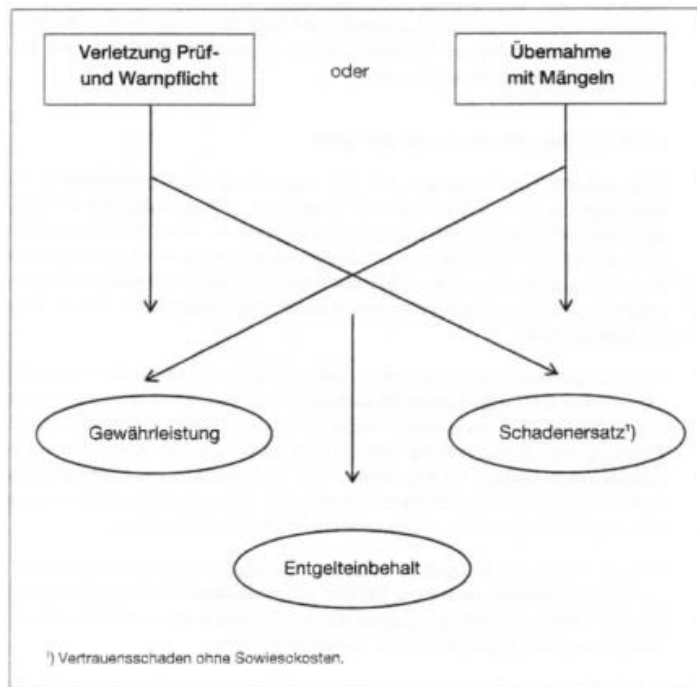 Verletzung Prüf-
und Warnpflicht
oder
Übernahme
mit Mängeln
Gewährleistung
Schadenersatz¹)
Entgelteinbehalt
¹) Vertrauensschaden ohne Sowiesokosten.